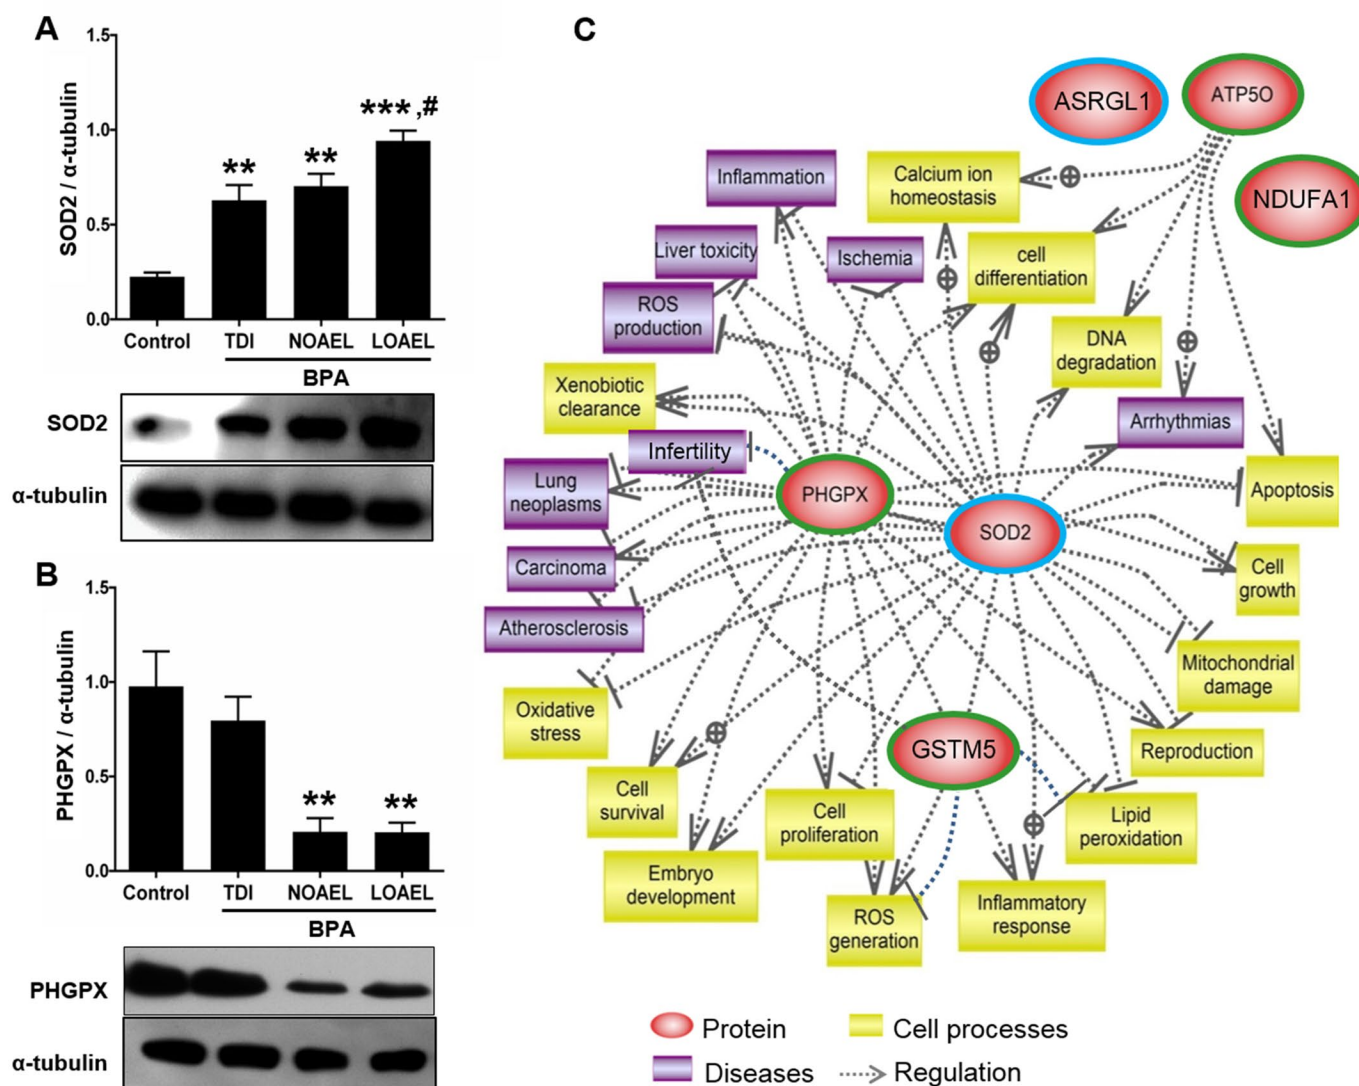 A
SOD2 / α-tubulin
1.5
1.0
0.5
0.0
**
**
***,#
Control
TDI
NOAEL
LOAEL
BPA
SOD2
α-tubulin
B
PHGPX / α-tubulin
1.5
1.0
0.5
0.0
**
**
Control
TDI
NOAEL
LOAEL
BPA
PHGPX
α-tubulin
C
ASRGL1
ATP5O
NDUFA1
Inflammation
Calcium ion
homeostasis
Liver toxicity
Ischemia
cell
differentiation
ROS
production
DNA
degradation
Xenobiotic
clearance
Arrhythmias
Infertility
Lung
neoplasms
PHGPX
SOD2
Apoptosis
Carcinoma
Cell
growth
Atherosclerosis
Mitochondrial
damage
Oxidative
stress
GSTM5
Reproduction
Cell
survival
Cell
proliferation
Lipid
peroxidation
Embryo
development
ROS
generation
Inflammatory
response
Protein
Cell processes
Diseases
Regulation